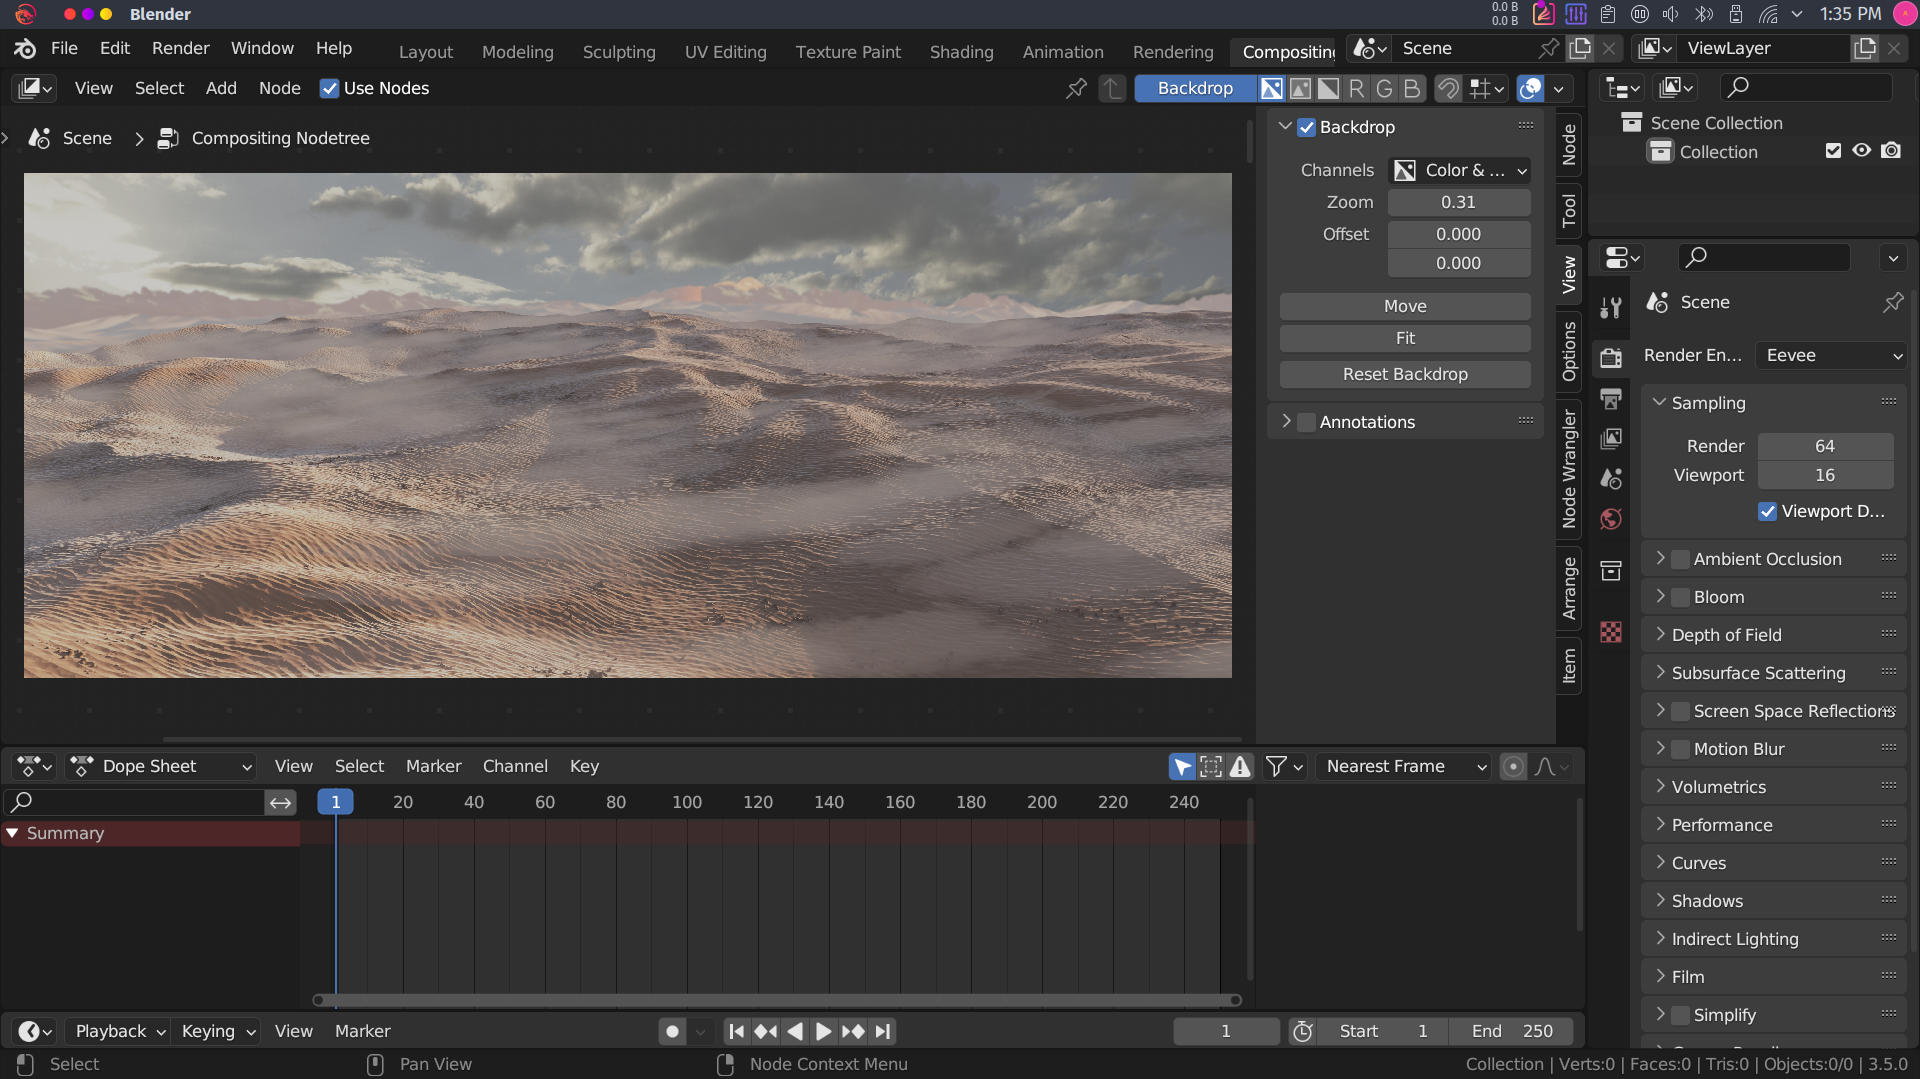 Blender
0.0 B
0.0 B
1:35 PM
File Edit Render Window Help
Layout Modeling Sculpting UV Editing Texture Paint Shading Animation Rendering Compositing
Scene
ViewLayer
View Select Add Node Use Nodes
Backdrop
R G B
Scene > Compositing Nodetree
Backdrop
Channels Color & ...
Zoom 0.31
Offset 0.000
0.000
Move
Fit
Reset Backdrop
Annotations
Node
Tool
View
Options
Node Wrangler
Arrange
Item
Scene Collection
Collection
Scene
Render En... Eevee
Sampling
Render 64
Viewport 16
Viewport D...
Ambient Occlusion
Bloom
Depth of Field
Subsurface Scattering
Screen Space Reflections
Motion Blur
Volumetrics
Performance
Curves
Shadows
Indirect Lighting
Film
Simplify
Dope Sheet View Select Marker Channel Key
Nearest Frame
1 20 40 60 80 100 120 140 160 180 200 220 240
Summary
Playback Keying View Marker
1
Start 1 End 250
Select
Pan View
Node Context Menu
Collection | Verts:0 | Faces:0 | Tris:0 | Objects:0/0 | 3.5.0